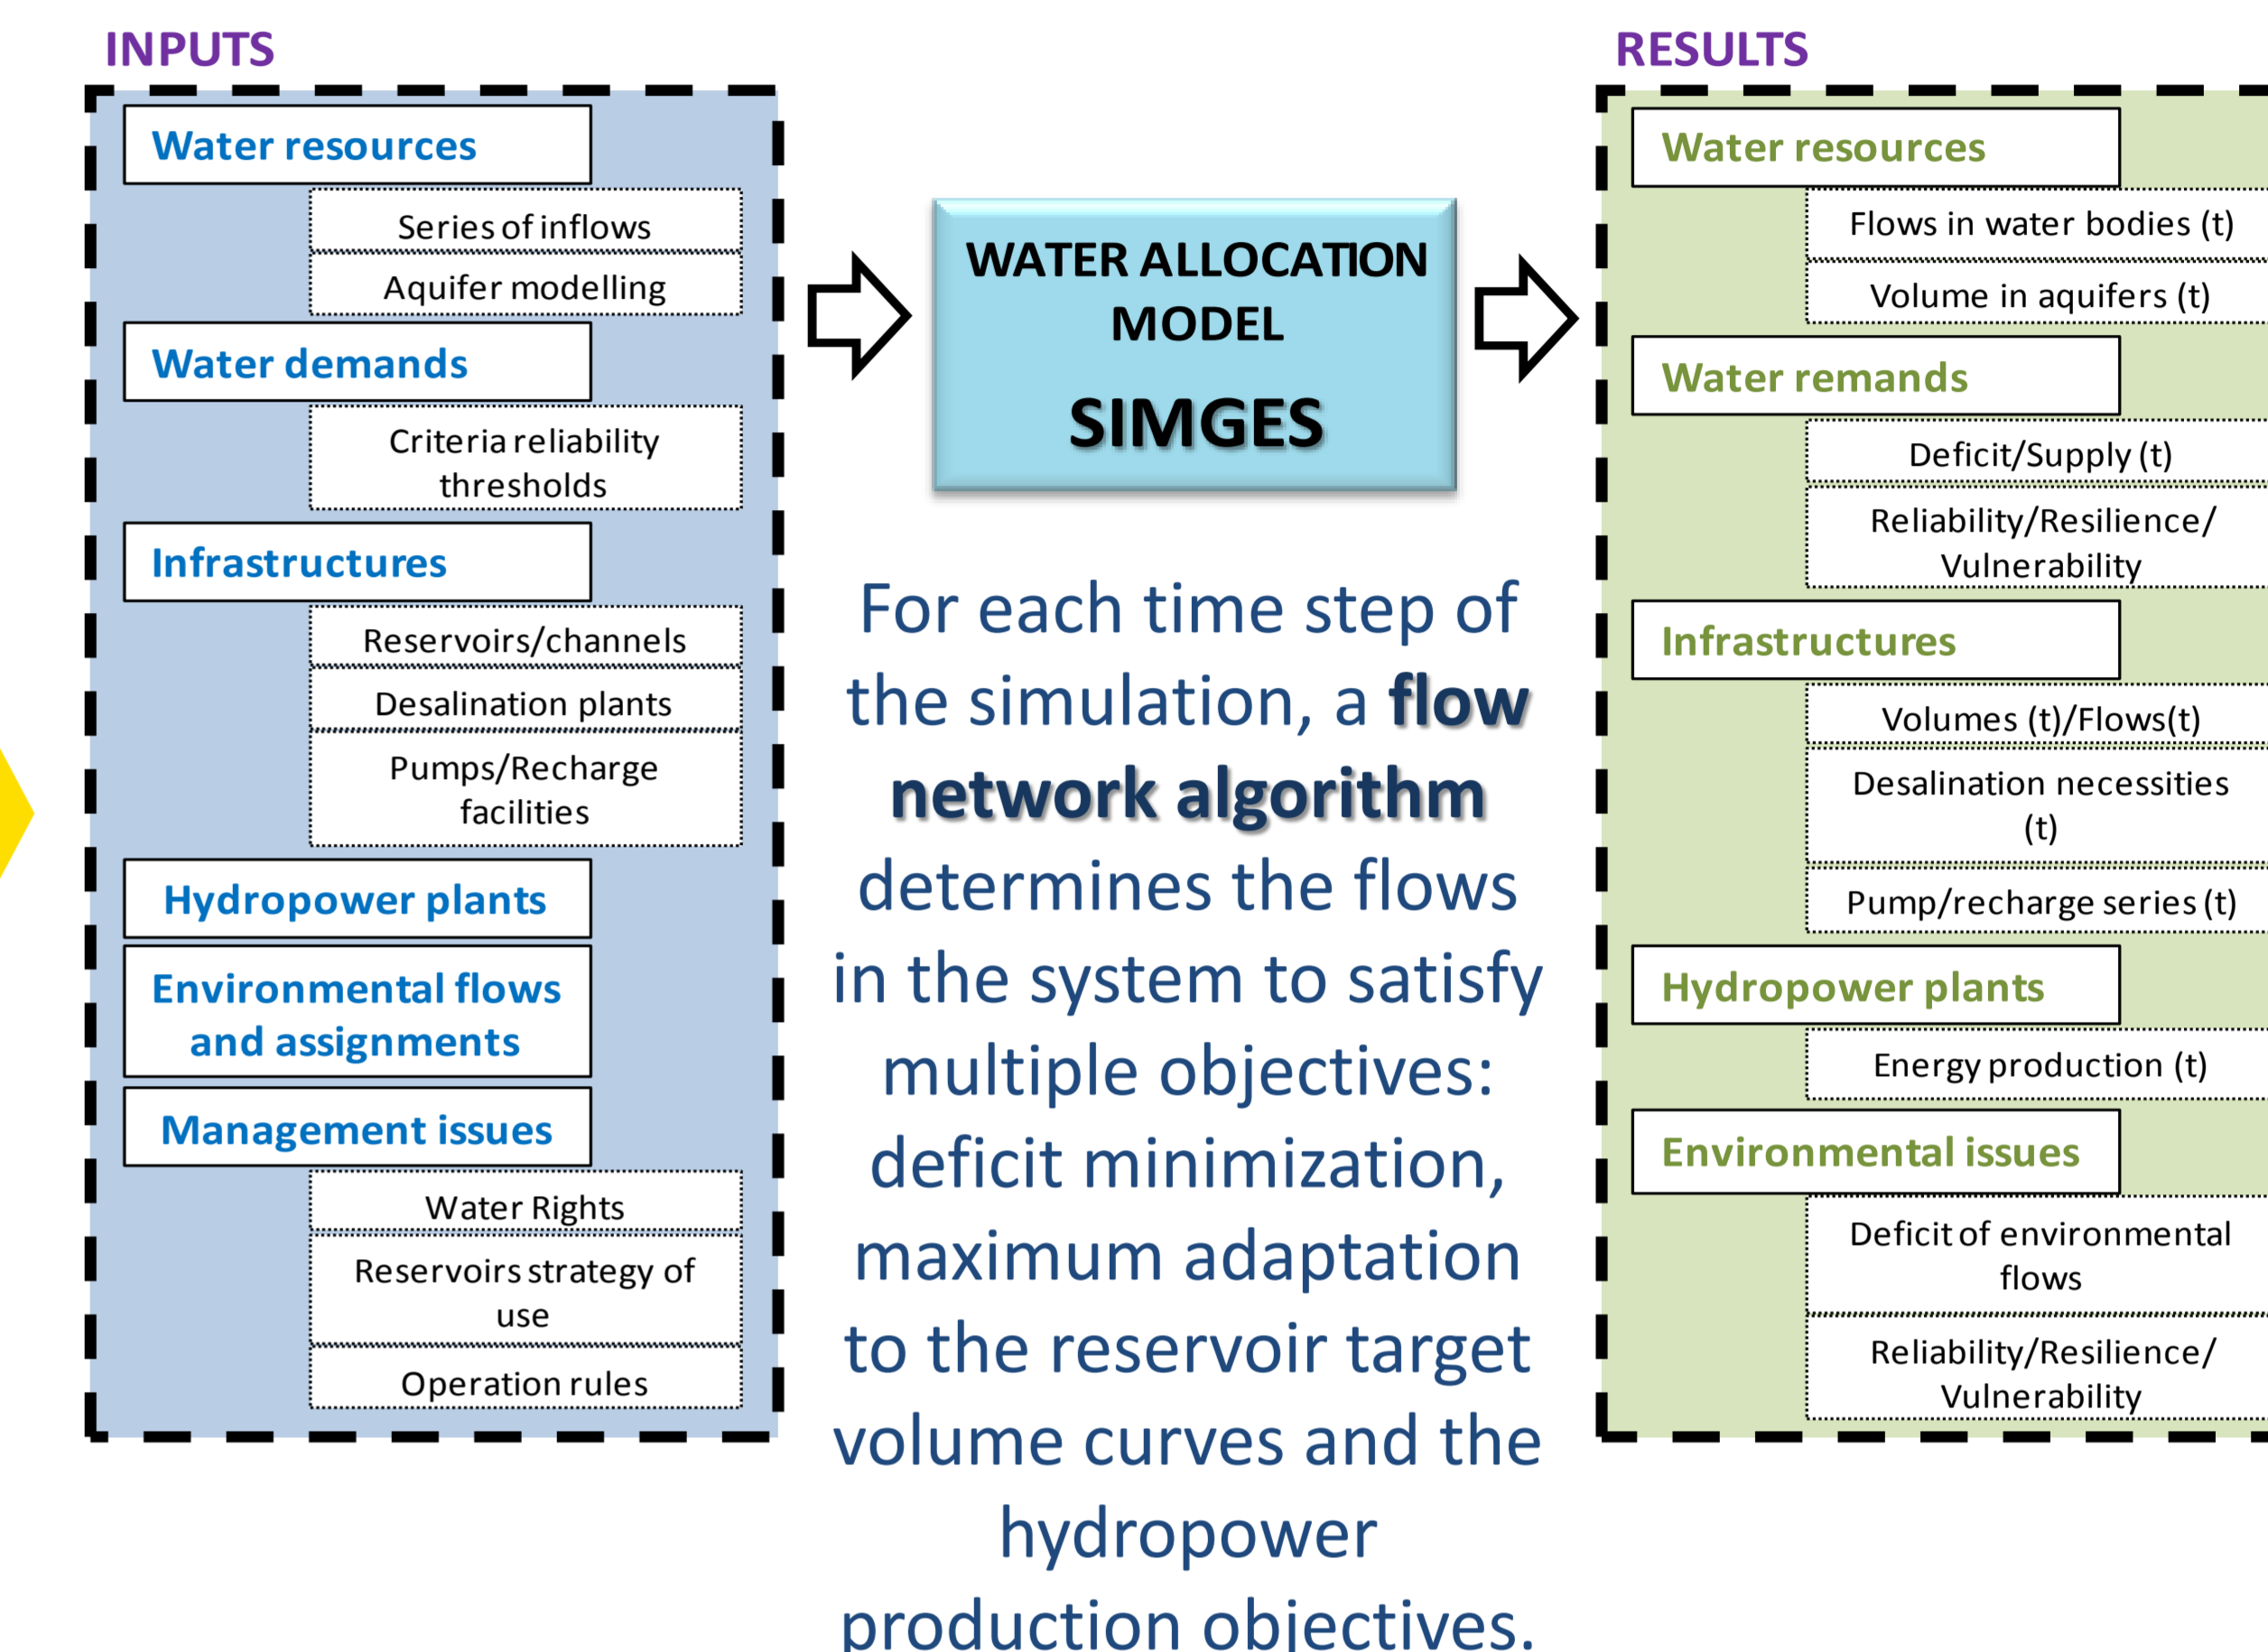 INPUTS
Water resources
Series of inflows
Aquifer modelling
Water demands
Criteria reliability
thresholds
Infrastructures
Reservoirs/channels
Desalination plants
Pumps/Recharge
facilities
Hydropower plants
Environmental flows
and assignments
Management issues
Water Rights
Reservoirs strategy of
use
Operation rules
WATER ALLOCATION
MODEL
SIMGES
For each time step of
the simulation, a flow
network algorithm
determines the flows
in the system to satisfy
multiple objectives:
deficit minimization,
maximum adaptation
to the reservoir target
volume curves and the
hydropower
production objectives.
RESULTS
Water resources
Flows in water bodies (t)
Volume in aquifers (t)
Water remands
Deficit/Supply (t)
Reliability/Resilience/
Vulnerability
Infrastructures
Volumes (t)/Flows(t)
Desalination necessities
(t)
Pump/recharge series (t)
Hydropower plants
Energy production (t)
Environmental issues
Deficit of environmental
flows
Reliability/Resilience/
Vulnerability